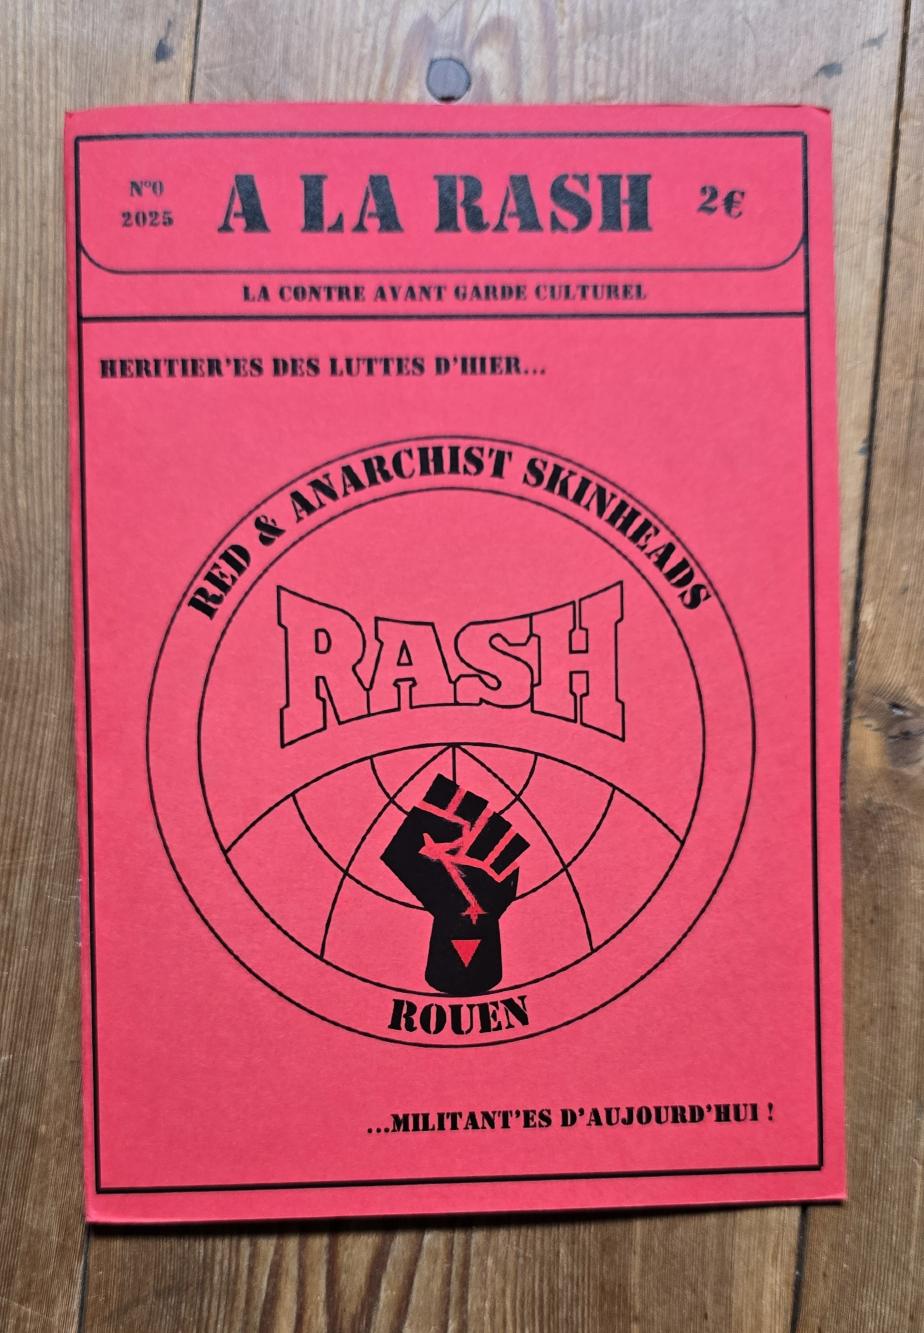 N°0
2025
A LA RASH
2€
LA CONTRE AVANT GARDE CULTUREL
HERITIER'ES DES LUTTES D'HIER...
RED & ANARCHIST SKINHEADS
RASH
ROUEN
...MILITANT'ES D'AUJOURD'HUI !